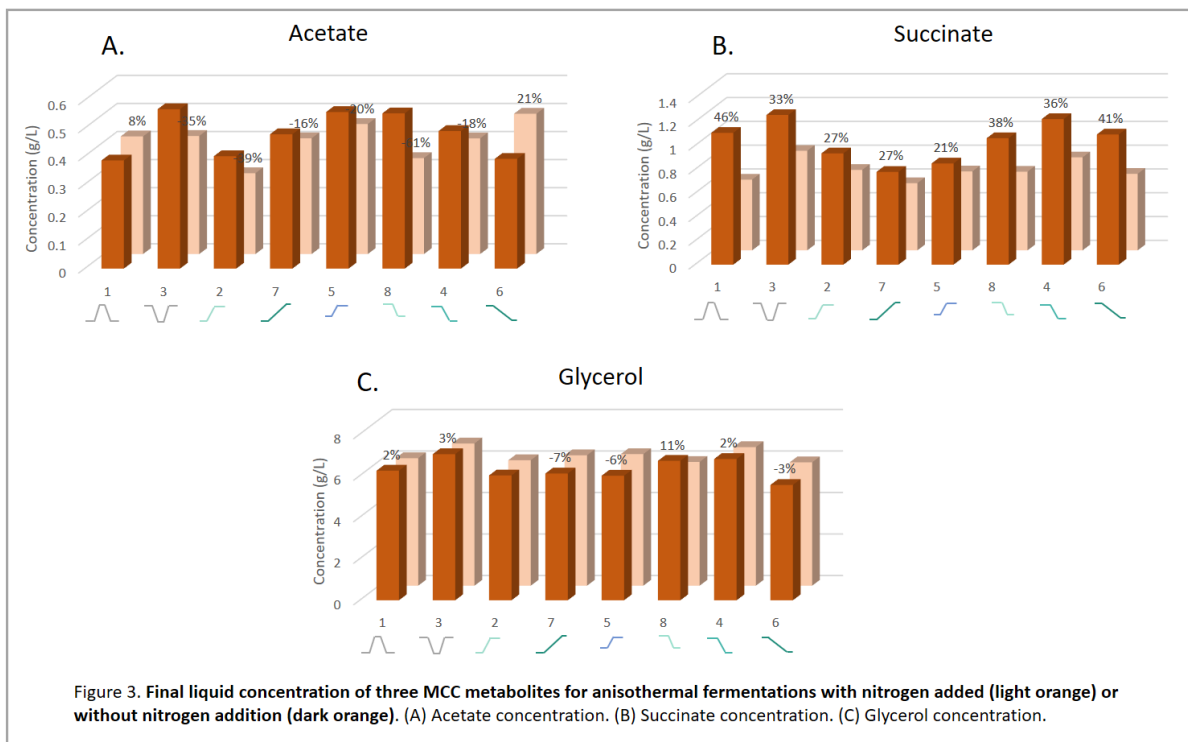 A.
Acetate
Concentration (g/L)
0.6
0.5
0.4
0.3
0.2
0.1
0
8%
-16%
-18%
21%
1 3 2 7 5 8 4 6
B.
Succinate
Concentration (g/L)
1.4
1.2
1
0.8
0.6
0.4
0.2
0
46% 33% 27% 27% 21% 38% 36% 41%
1 3 2 7 5 8 4 6
C.
Glycerol
Concentration (g/L)
8
6
4
2
0
2% 3% -7% -6% 11% 2% -3%
1 3 2 7 5 8 4 6
Figure 3. Final liquid concentration of three MCC metabolites for anisothermal fermentations with nitrogen added (light orange) or
without nitrogen addition (dark orange). (A) Acetate concentration. (B) Succinate concentration. (C) Glycerol concentration.